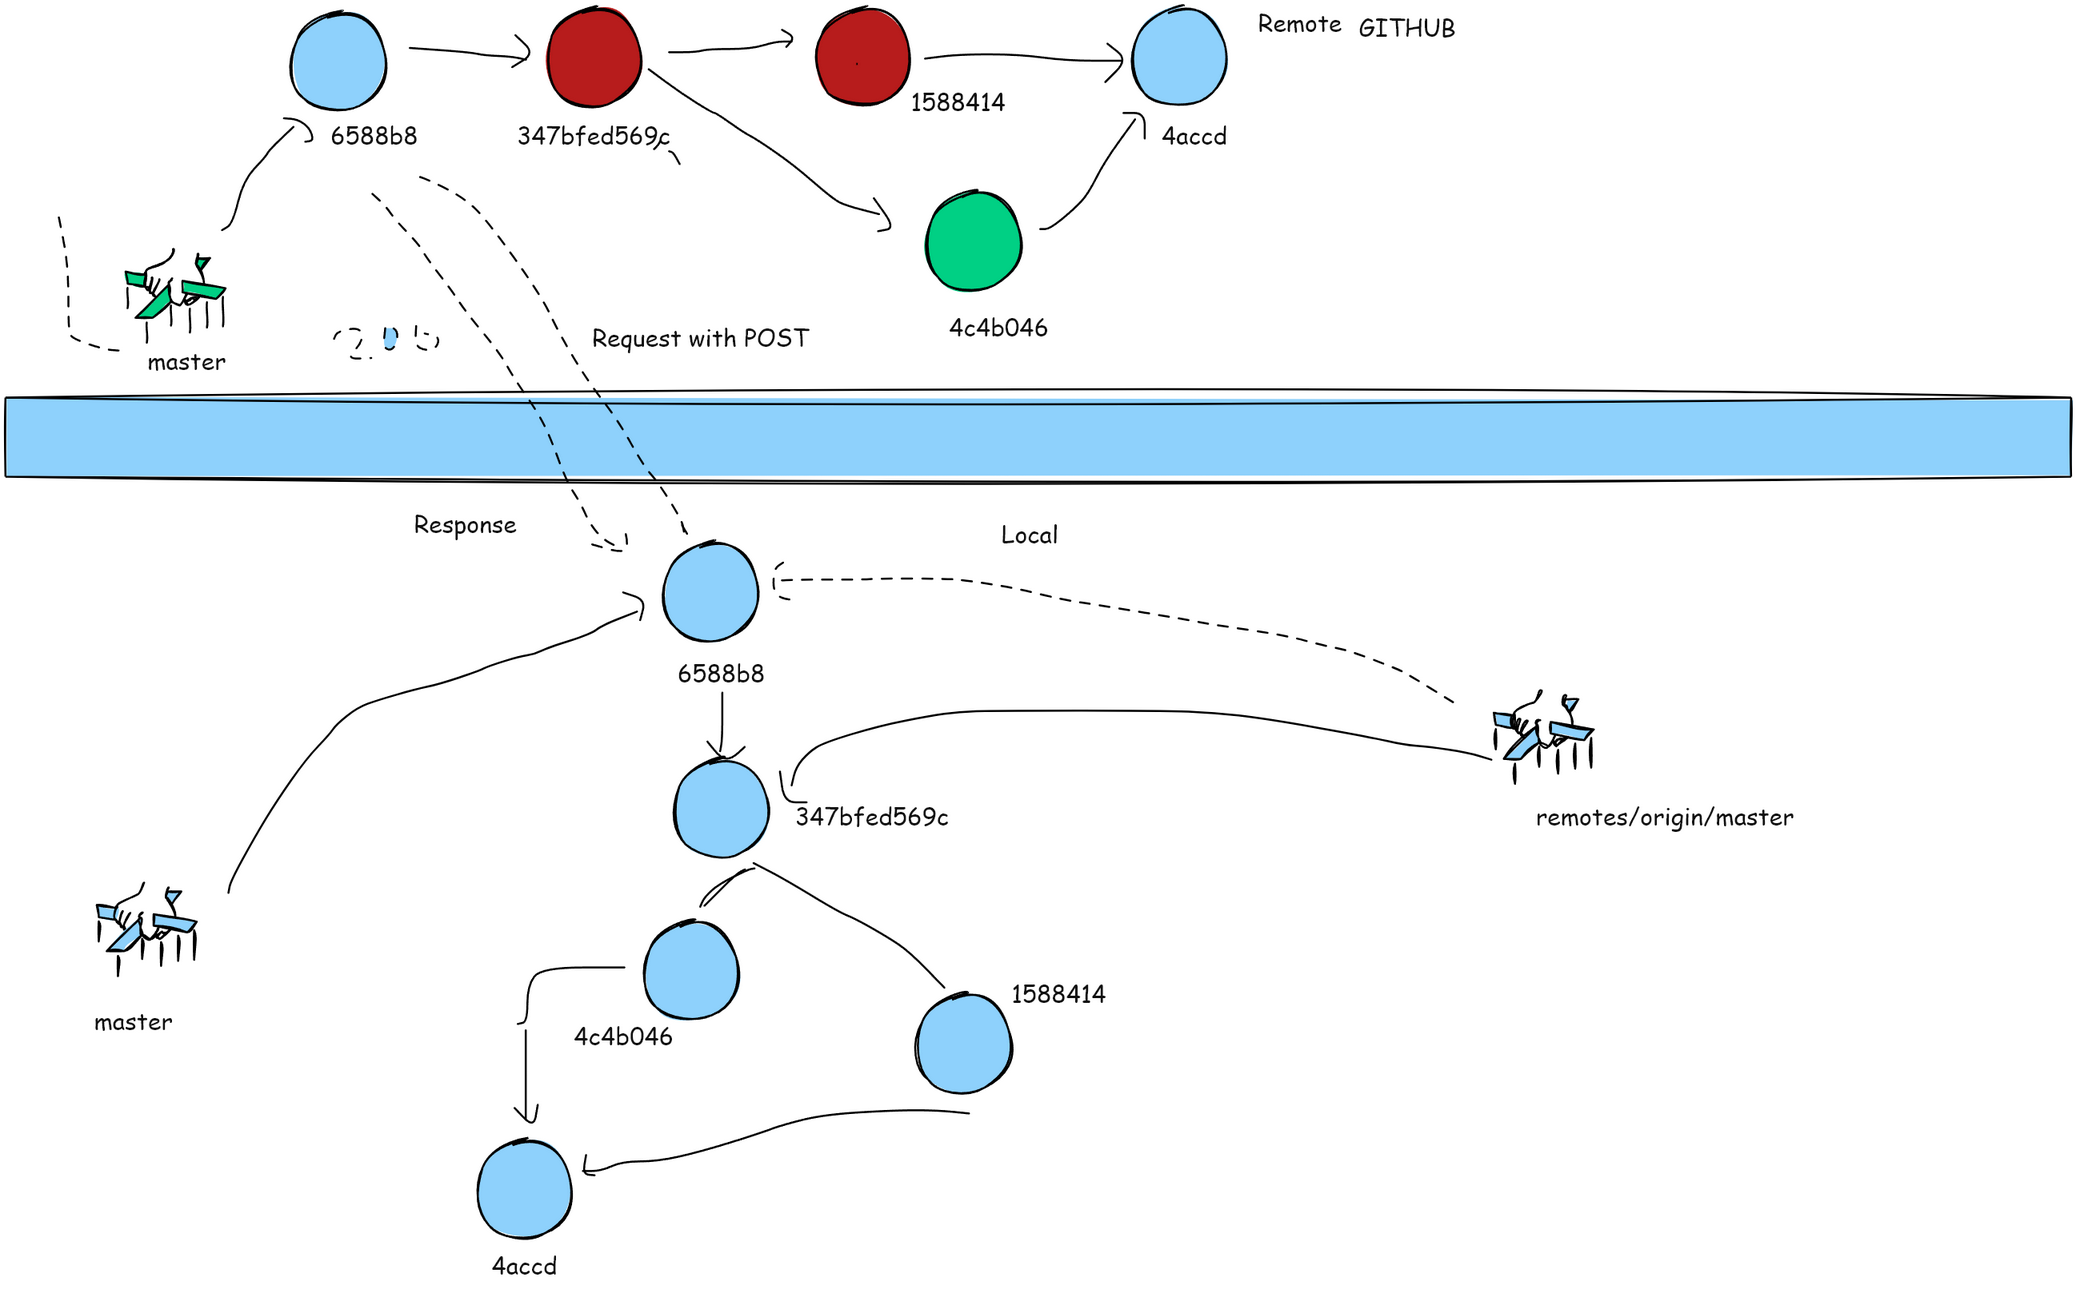 Remote GITHUB
1588414
6588b8
347bfed569c
4accd
4c4b046
Request with POST
master
Response
Local
6588b8
347bfed569c
remotes/origin/master
1588414
master
4c4b046
4accd